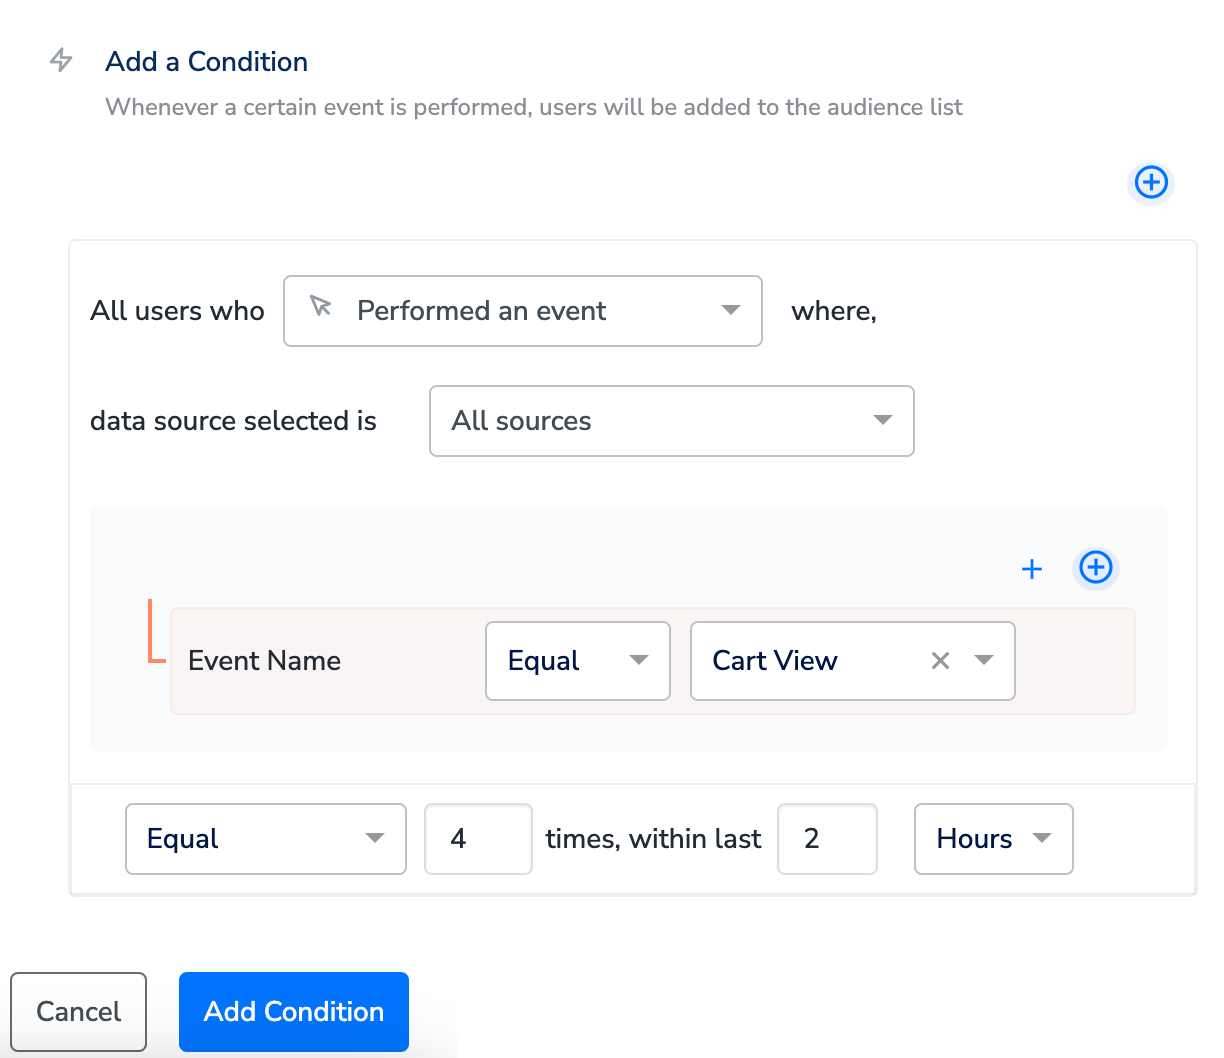 Add a Condition
Whenever a certain event is performed, users will be added to the audience list
All users who Performed an event where,
data source selected is All sources
Event Name Equal Cart View
Equal 4 times, within last 2 Hours
Cancel Add Condition